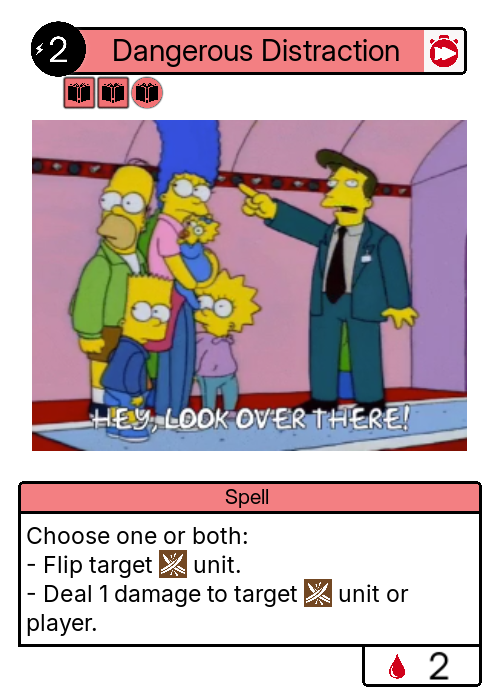 2 Dangerous Distraction
HEY, LOOK OVER THERE!
Spell
Choose one or both:
- Flip target unit.
- Deal 1 damage to target unit or
player.
2